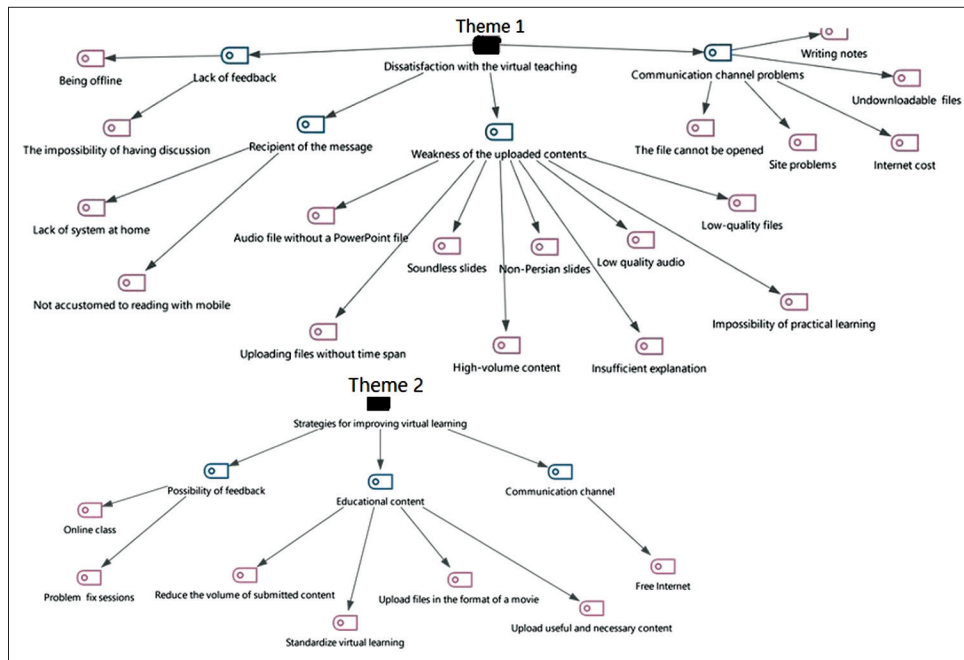 Theme 1
Writing notes
Being offline
Lack of feedback
Dissatisfaction with the virtual teaching
Communication channel problems
Undownloadable files
The impossibility of having discussion
Recipient of the message
Weakness of the uploaded contents
The file cannot be opened
Site problems
Internet cost
Lack of system at home
Audio file without a PowerPoint file
Soundless slides
Non-Persian slides
Low quality audio
Low-quality files
Not accustomed to reading with mobile
Uploading files without time span
High-volume content
Insufficient explanation
Impossibility of practical learning
Theme 2
Strategies for improving virtual learning
Possibility of feedback
Educational content
Communication channel
Online class
Problem fix sessions
Reduce the volume of submitted content
Standardize virtual learning
Upload files in the format of a movie
Upload useful and necessary content
Free Internet